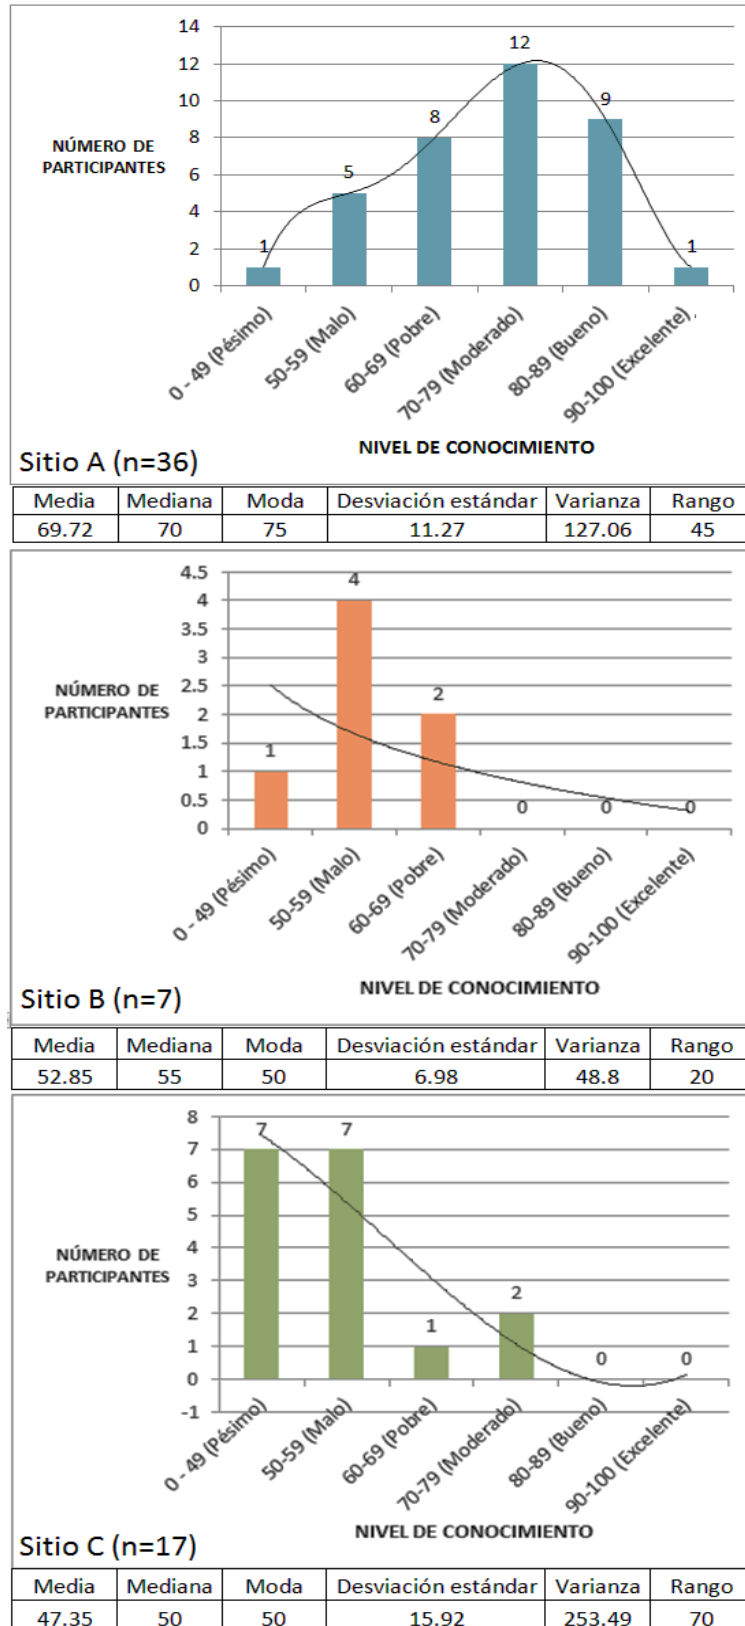 14
12
10
8
6
4
2
0
NÚMERO DE
PARTICIPANTES
1
5
8
12
9
1
0 - 49 (Pésimo)
50-59 (Malo)
60-69 (Pobre)
70-79 (Moderado)
80-89 (Bueno)
90-100 (Excelente)
NIVEL DE CONOCIMIENTO
Sitio A (n=36)
Media Mediana Moda Desviación estándar Varianza Rango
69.72 70 75 11.27 127.06 45
4.5
4
3.5
3
2.5
2
1.5
1
0.5
0
NÚMERO DE
PARTICIPANTES
1
4
2
0
0
0
0 - 49 (Pésimo)
50-59 (Malo)
60-69 (Pobre)
70-79 (Moderado)
80-89 (Bueno)
90-100 (Excelente)
NIVEL DE CONOCIMIENTO
Sitio B (n=7)
Media Mediana Moda Desviación estándar Varianza Rango
52.85 55 50 6.98 48.8 20
8
7
6
5
4
3
2
1
0
-1
NÚMERO DE
PARTICIPANTES
7
7
1
2
0
0
0 - 49 (Pésimo)
50-59 (Malo)
60-69 (Pobre)
70-79 (Moderado)
80-89 (Bueno)
90-100 (Excelente)
NIVEL DE CONOCIMIENTO
Sitio C (n=17)
Media Mediana Moda Desviación estándar Varianza Rango
47.35 50 50 15.92 253.49 70